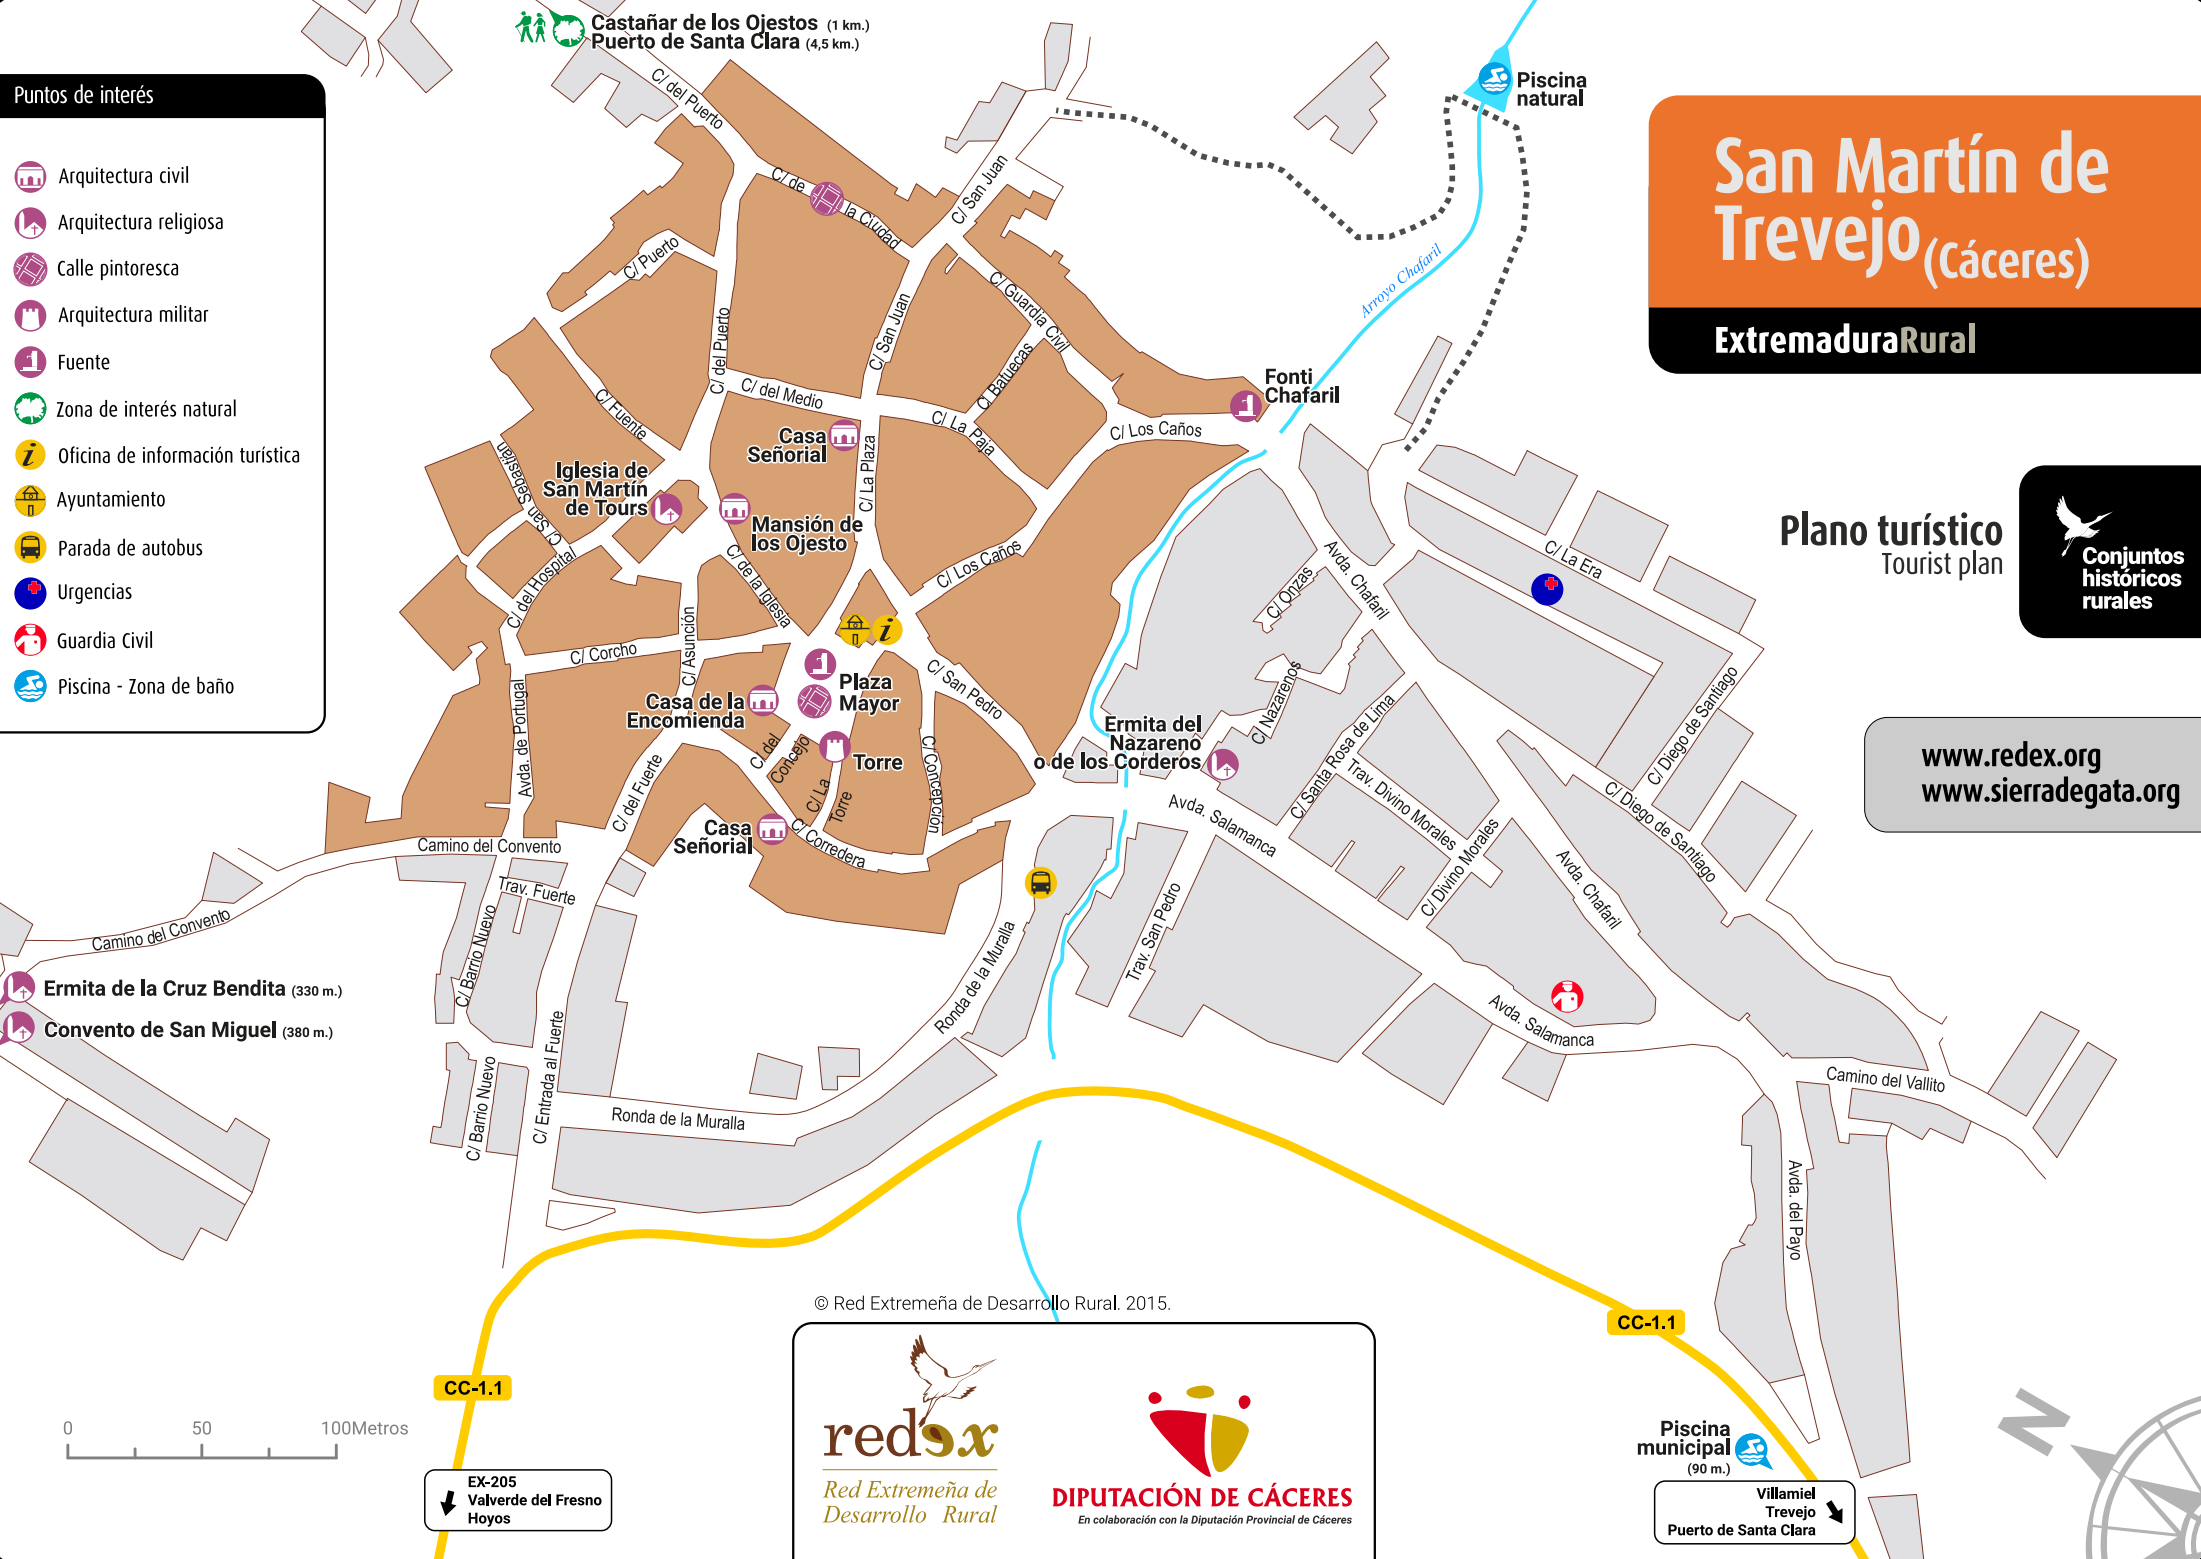 Castañar de los Ojestos (1 km.)
Puerto de Santa Clara (4,5 km.)
Puntos de interés
Arquitectura civil
Arquitectura religiosa
Calle pintoresca
Arquitectura militar
Fuente
Zona de interés natural
Oficina de información turística
Ayuntamiento
Parada de autobus
Urgencias
Guardia Civil
Piscina - Zona de baño
San Martín de
Trevejo (Cáceres)
ExtremaduraRural
Plano turístico
Tourist plan
Conjuntos
históricos
rurales
www.redex.org
www.sierradegata.org
Piscina
natural
Arroyo Chafaril
C/ del Puerto
C/ de
la Ciudad
C/ San Juan
C/ Puerto
C/ Guardia Civil
C/ San Juan
C/ del Puerto
C/ Batuecas
C/ del Medio
C/ La Paja
C/ Fuente
Fonti
Chafaril
C/ Los Caños
Casa
Señorial
C/ La Plaza
C/ San Sebastián
Iglesia de
San Martín
de Tours
Mansión de
los Ojesto
C/ de la Iglesia
C/ Los Caños
C/ del Hospital
C/ Asunción
C/ Corcho
C/ San Pedro
Plaza
Mayor
Casa de la
Encomienda
C/ del
Concejo
Torre
C/ La
Torre
C/ Concepción
Avda. de Portugal
C/ del Fuerte
Casa
Señorial
C/ Corredera
C/ Onzas
Avda. Chafaril
C/ La Era
C/ Nazarenos
Ermita del
Nazareno
o de los Corderos
C/ Santa Rosa de Lima
Trav. Divino Morales
C/ Divino Morales
C/ Diego de Santiago
C/ Diego de Santiago
Avda. Salamanca
Avda. Chafaril
Trav. San Pedro
Avda. Salamanca
Camino del Vallito
Avda. del Payo
Camino del Convento
Trav. Fuerte
Camino del Convento
C/ Barrio Nuevo
Ermita de la Cruz Bendita (330 m.)
Convento de San Miguel (380 m.)
C/ Barrio Nuevo
C/ Entrada al Fuerte
Ronda de la Muralla
Ronda de la Muralla
© Red Extremeña de Desarrollo Rural. 2015.
CC-1.1
CC-1.1
0 50 100Metros
EX-205
Valverde del Fresno
Hoyos
redex
Red Extremeña de
Desarrollo Rural
DIPUTACIÓN DE CÁCERES
En colaboración con la Diputación Provincial de Cáceres
Piscina
municipal
(90 m.)
Villamiel
Trevejo
Puerto de Santa Clara
N